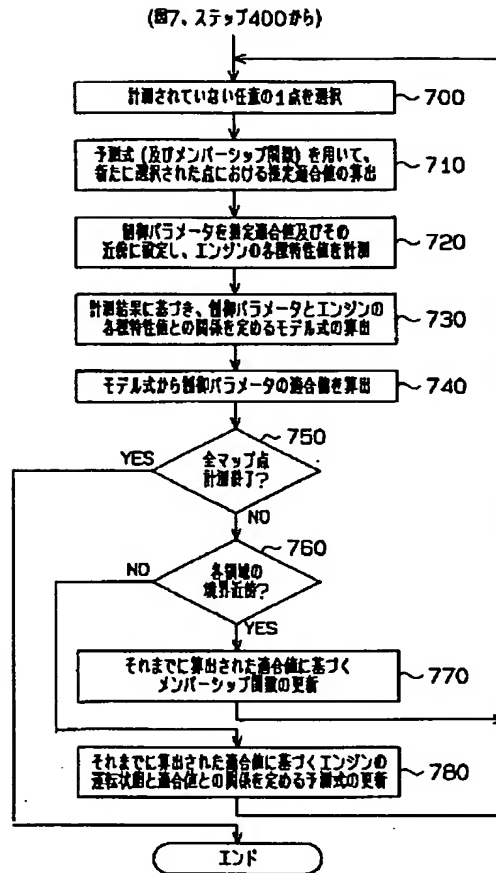 (図7、ステップ400から)
計測されていない任意の1点を選択
700
予測式(及びメンバーシップ関数)を用いて、
新たに選択された点における推定適合値の算出
710
制御パラメータを推定適合値及びその
近傍に設定し、エンジンの各種特性値を計測
720
計測結果に基づき、制御パラメータとエンジンの
各種特性値との関係を定めるモデル式の算出
730
モデル式から制御パラメータの適合値を算出
740
750
YES
全マップ点
計測終了?
NO
760
NO
各領域の
境界近傍?
YES
それまでに算出された適合値に基づく
メンバーシップ関数の更新
770
それまでに算出された適合値に基づくエンジンの
運転状態と適合値との関係を定める予測式の更新
780
エンド